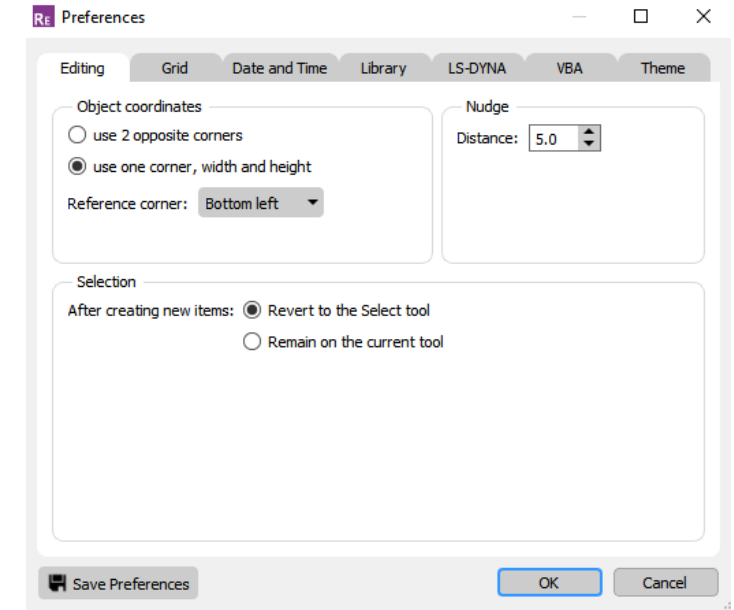 RE Preferences
Editing Grid Date and Time Library LS-DYNA VBA Theme
Object coordinates
use 2 opposite corners
use one corner, width and height
Reference corner: Bottom left
Nudge
Distance: 5.0
Selection
After creating new items: Revert to the Select tool
Remain on the current tool
Save Preferences OK Cancel